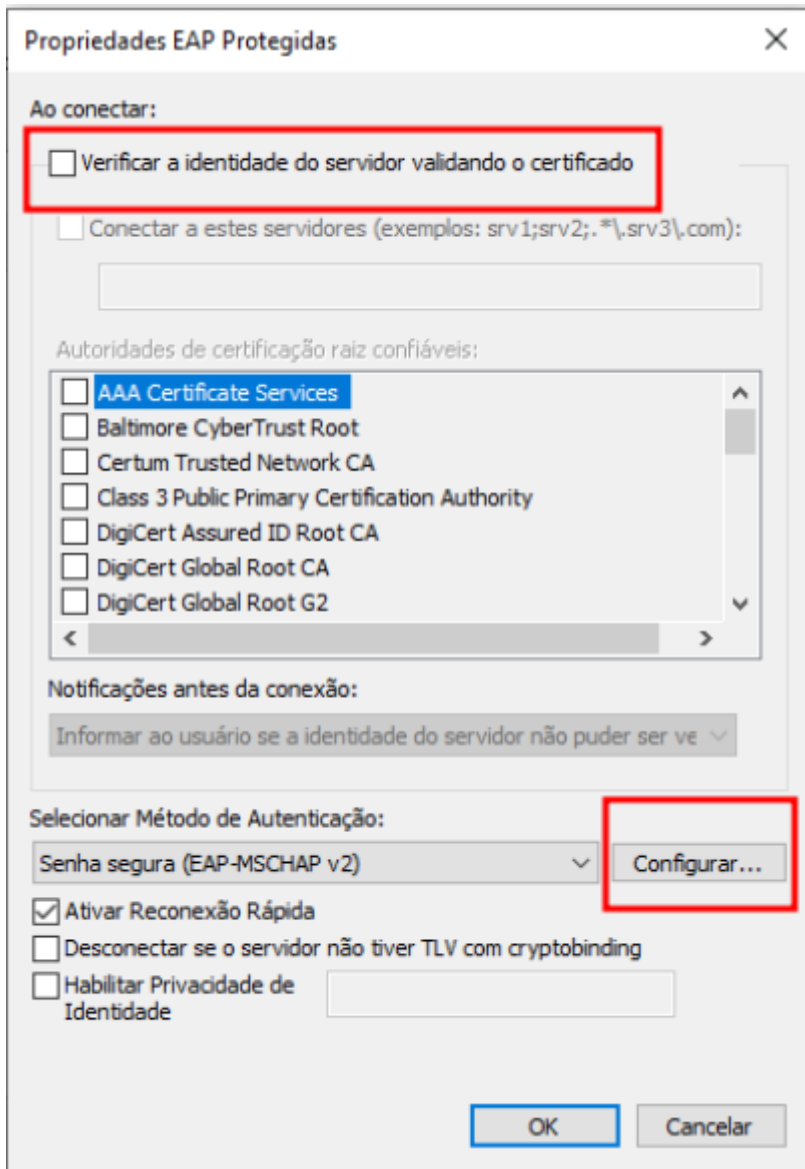 Propriedades EAP Protegidas
Ao conectar:
Verificar a identidade do servidor validando o certificado
Conectar a estes servidores (exemplos: srv1;srv2;.*\.srv3\.com):
Autoridades de certificação raiz confiáveis:
AAA Certificate Services
Baltimore CyberTrust Root
Certum Trusted Network CA
Class 3 Public Primary Certification Authority
DigiCert Assured ID Root CA
DigiCert Global Root CA
DigiCert Global Root G2
Notificações antes da conexão:
Informar ao usuário se a identidade do servidor não puder ser ve
Selecionar Método de Autenticação:
Senha segura (EAP-MSCHAP v2)
Configurar...
Ativar Reconexão Rápida
Desconectar se o servidor não tiver TLV com cryptobinding
Habilitar Privacidade de
Identidade
OK
Cancelar